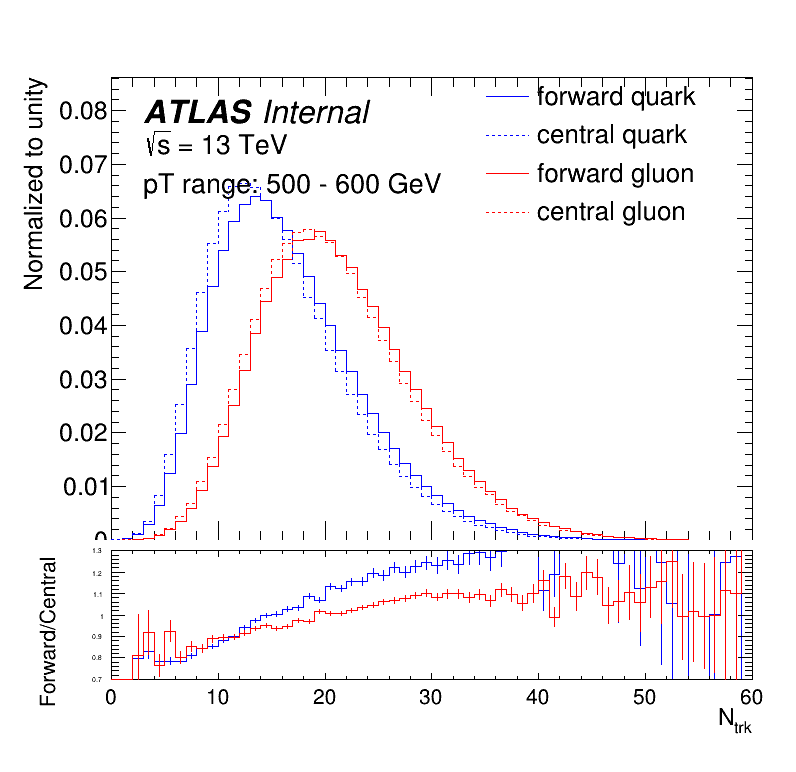 Normalized to unity
ATLAS Internal
√s = 13 TeV
pT range: 500 - 600 GeV
forward quark
central quark
forward gluon
central gluon
0.08
0.07
0.06
0.05
0.04
0.03
0.02
0.01
0
Forward/Central
1.3
1.2
1.1
1
0.9
0.8
0.7
0 10 20 30 40 50 60
N_trk